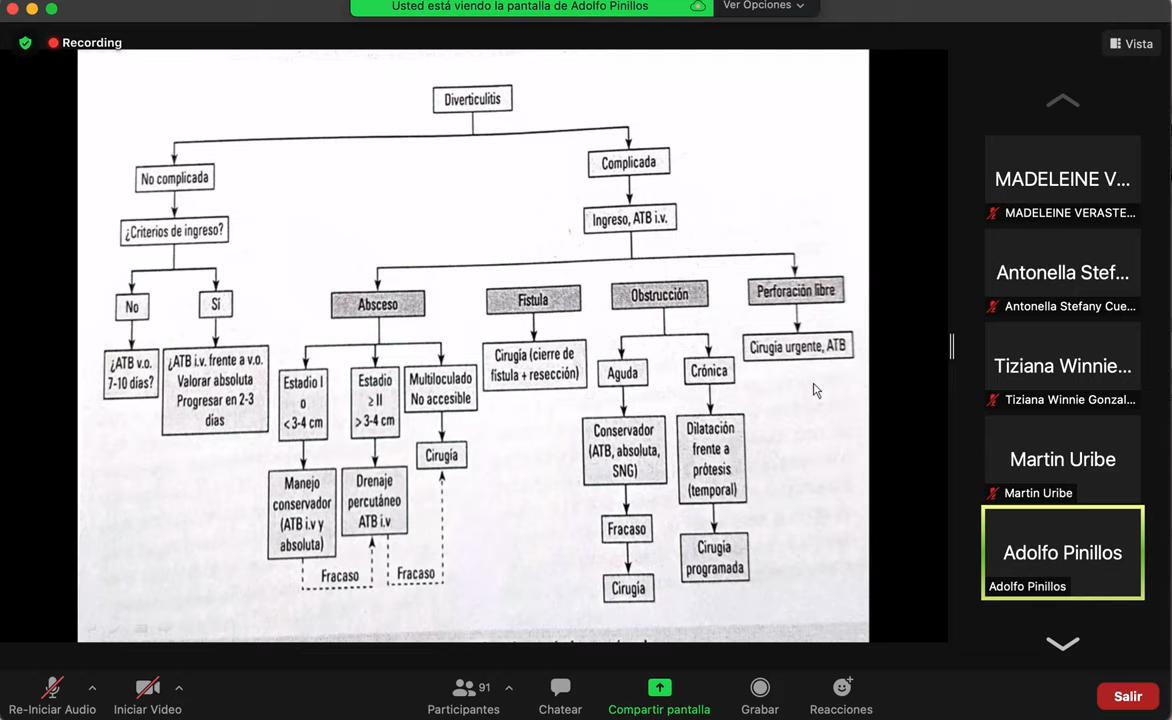 Usted está viendo la pantalla de Adolfo Pinillos
Ver Opciones
Recording
Vista
Diverticulitis
No complicada
Complicada
¿Criterios de ingreso?
Ingreso, ATB i.v.
No
Sí
Absceso
Fístula
Obstrucción
Perforación libre
¿ATB v.o.
7-10 días?
¿ATB i.v. frente a v.o.
Valorar absoluta
Progresar en 2-3
días
Estadio I
o
< 3-4 cm
Estadio
≥ II
> 3-4 cm
Multiloculado
No accesible
Cirugía (cierre de
fístula + resección)
Aguda
Crónica
Cirugía urgente, ATB
Manejo
conservador
(ATB i.v y
absoluta)
Drenaje
percutáneo
ATB i.v
Cirugía
Conservador
(ATB, absoluta,
SNG)
Dilatación
frente a
prótesis
(temporal)
Fracaso
Fracaso
Fracaso
Cirugía
Cirugía
programada
MADELEINE V...
MADELEINE VERASTE...
Antonella Stef...
Antonella Stefany Cue...
Tiziana Winnie...
Tiziana Winnie Gonzal...
Martin Uribe
Martin Uribe
Adolfo Pinillos
Adolfo Pinillos
Re-Iniciar Audio
Iniciar Video
91
Participantes
Chatear
Compartir pantalla
Grabar
Reacciones
Salir